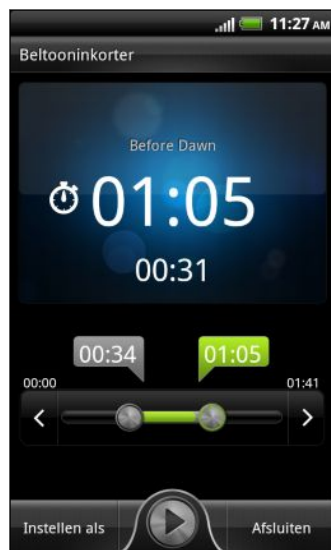 11:27 AM
Beltooninkorter
Before Dawn
01:05
00:31
00:34 01:05
00:00 01:41
Instellen als Afsluiten